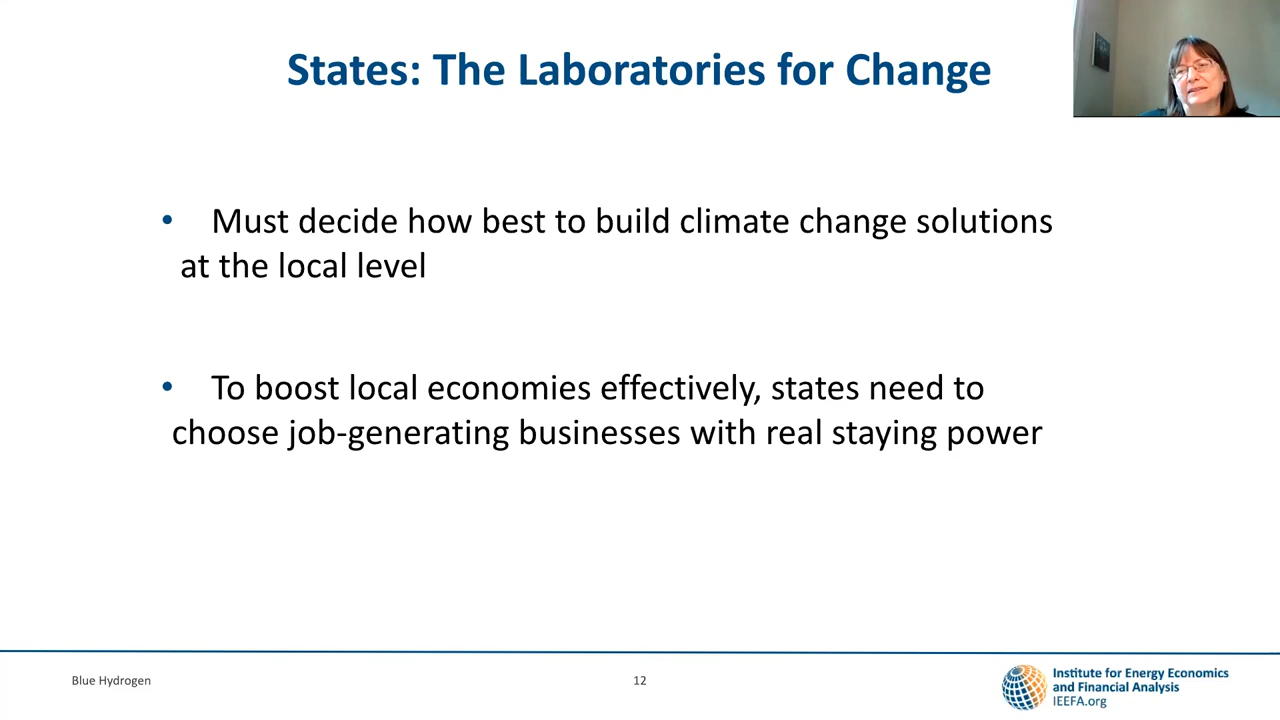 States: The Laboratories for Change
• Must decide how best to build climate change solutions
at the local level
• To boost local economies effectively, states need to
choose job-generating businesses with real staying power
Blue Hydrogen
12
Institute for Energy Economics
and Financial Analysis
IEEFA.org